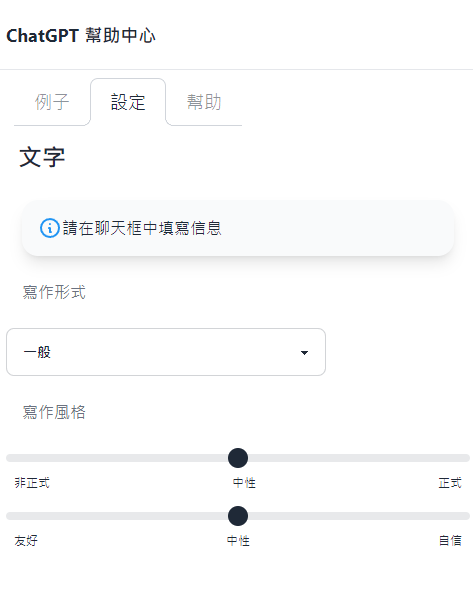 ChatGPT 幫助中心
例子 設定 幫助
文字
請在聊天框中填寫信息
寫作形式
一般
寫作風格
非正式 中性 正式
友好 中性 自信